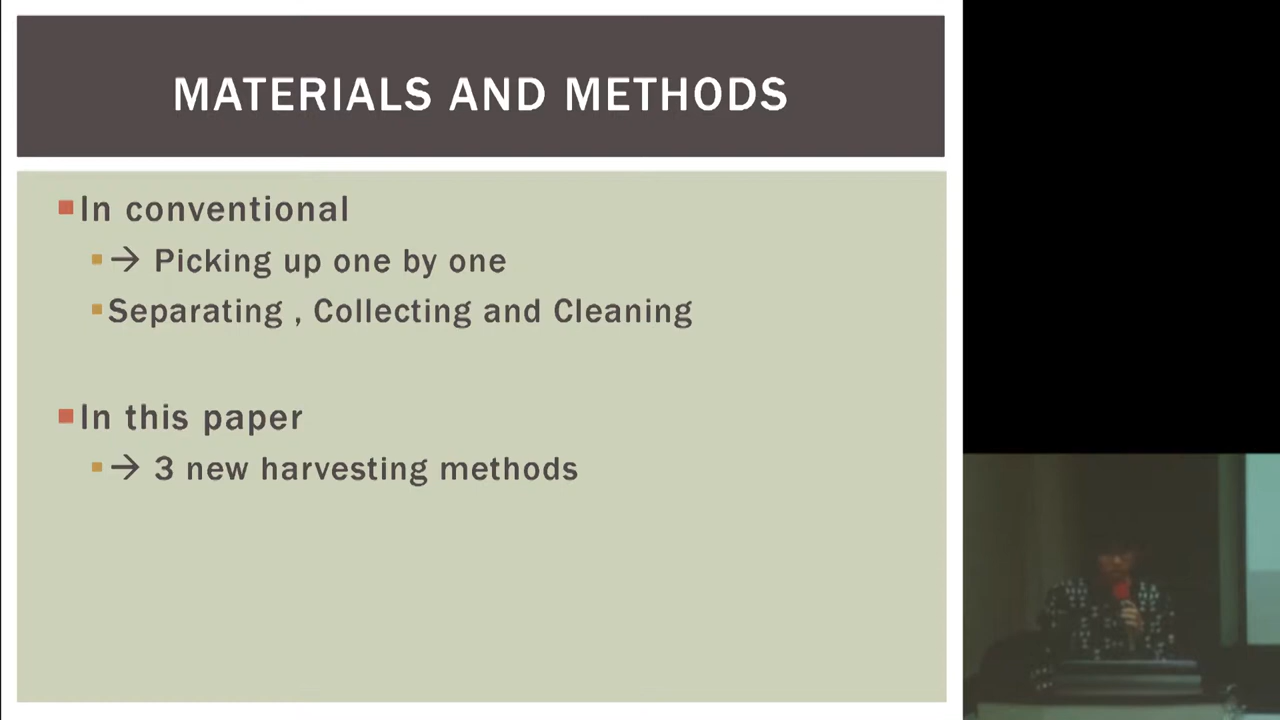 MATERIALS AND METHODS
In conventional
→ Picking up one by one
Separating , Collecting and Cleaning
In this paper
→ 3 new harvesting methods